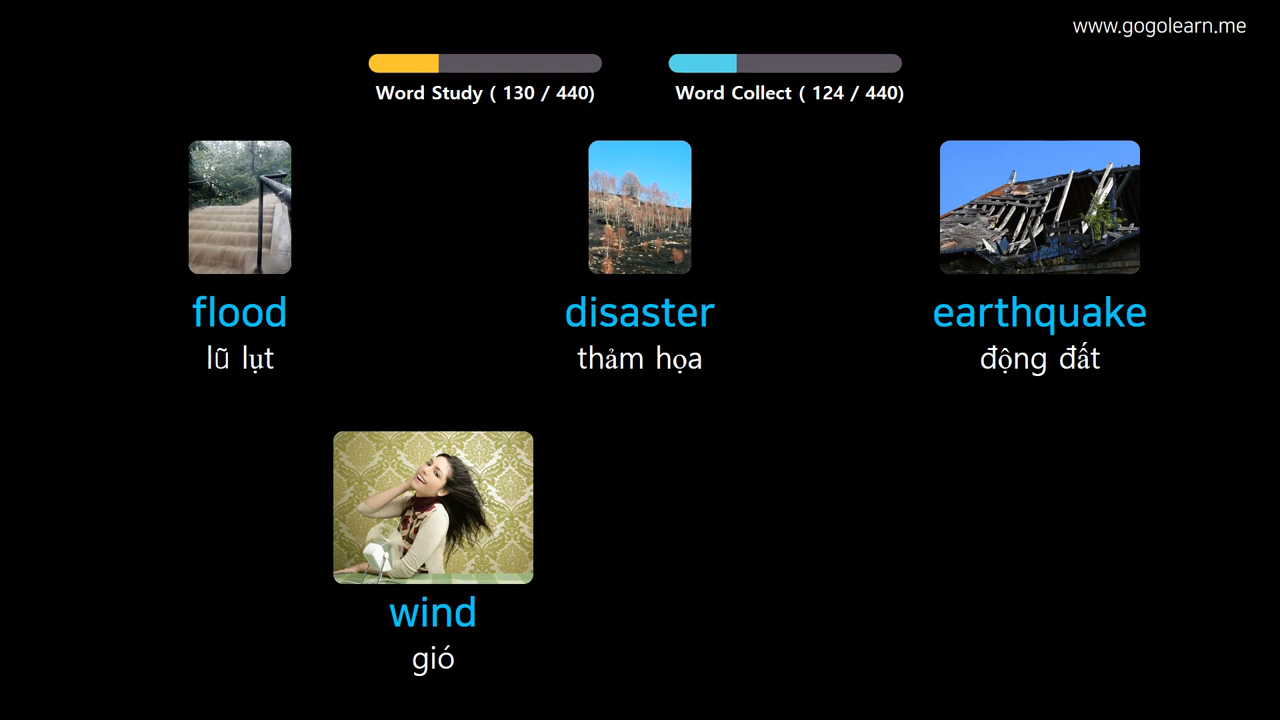 www.gogolearn.me
Word Study ( 130 / 440)
Word Collect ( 124 / 440)
flood
disaster
earthquake
lũ lụt
thảm họa
động đất
wind
gió